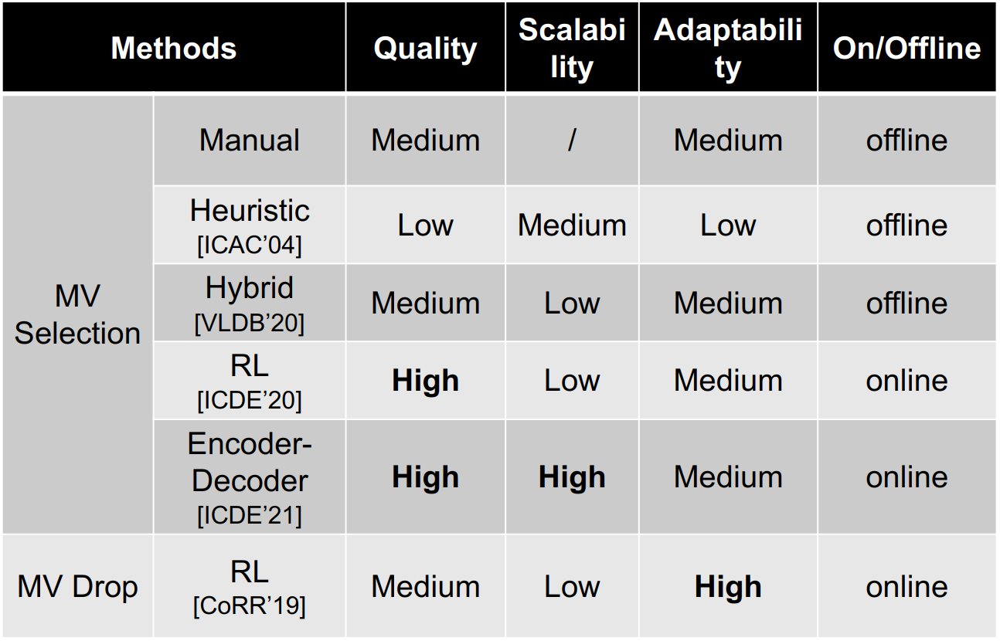 Methods
Quality
Scalabi
lity
Adaptabili
ty
On/Offline
MV
Selection
Manual
Medium
/
Medium
offline
Heuristic
[ICAC’04]
Low
Medium
Low
offline
Hybrid
[VLDB’20]
Medium
Low
Medium
offline
RL
[ICDE’20]
High
Low
Medium
online
Encoder-
Decoder
[ICDE’21]
High
High
Medium
online
MV Drop
RL
[CoRR’19]
Medium
Low
High
online